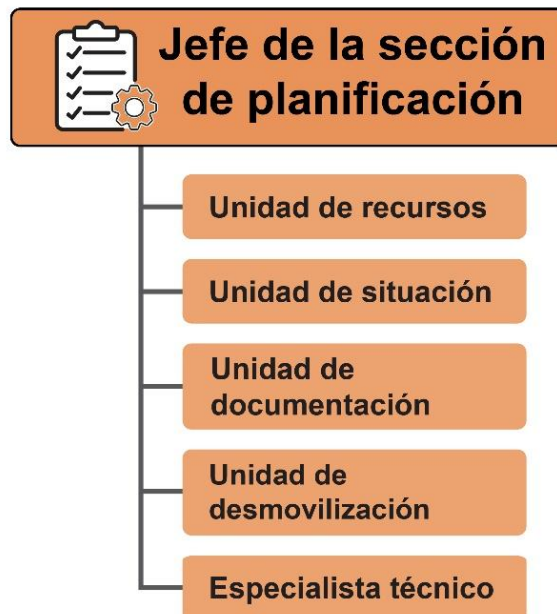 Jefe de la sección
de planificación
Unidad de recursos
Unidad de situación
Unidad de
documentación
Unidad de
desmovilización
Especialista técnico